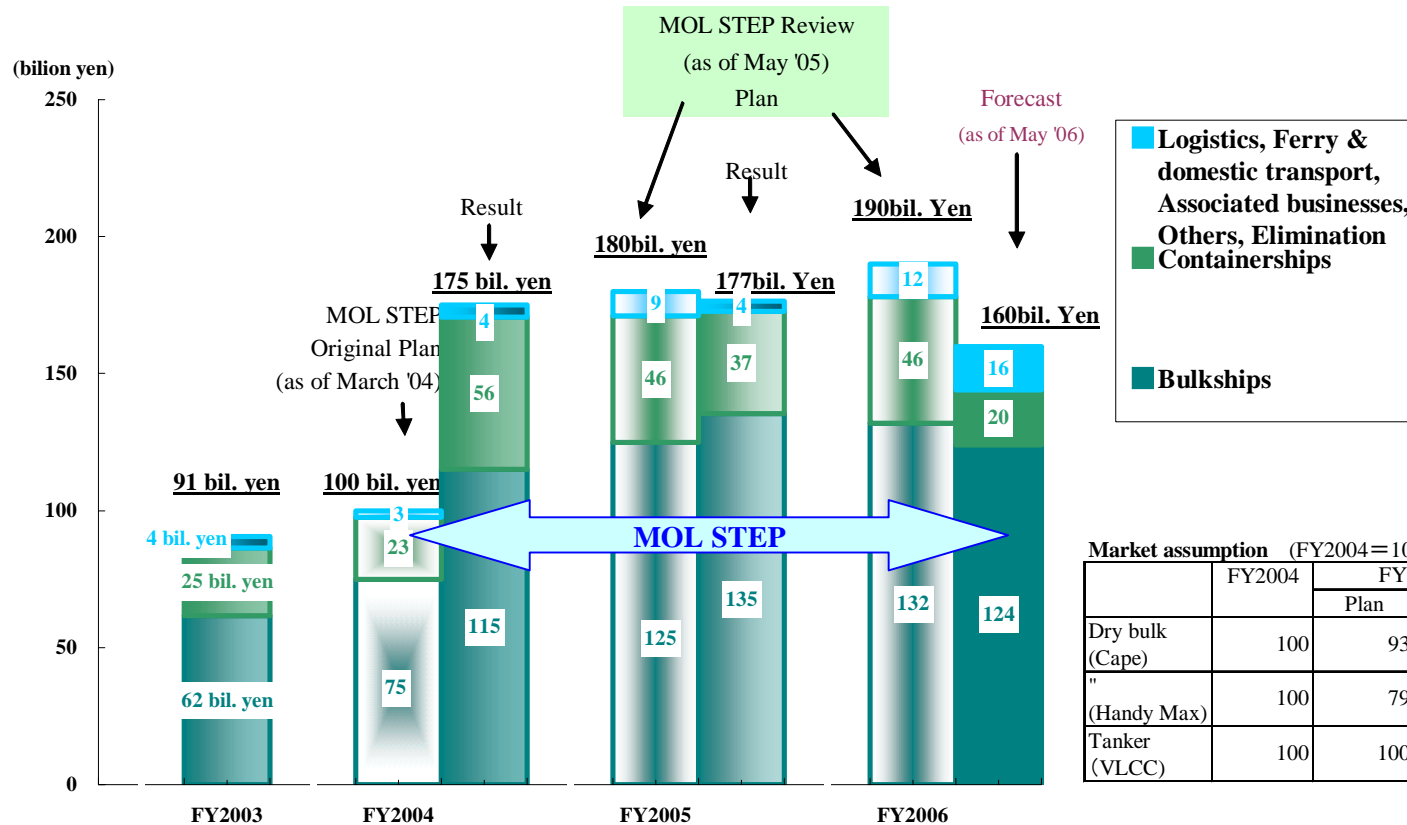 MOL STEP Review
(as of May '05)
Plan
(bilion yen)
250
200
150
100
50
0
Forecast
(as of May '06)
Result
Result
190bil. Yen
180bil. yen
175 bil. yen
177bil. Yen
160bil. Yen
MOL STEP
Original Plan
(as of March '04)
91 bil. yen
100 bil. yen
4 bil. yen
25 bil. yen
62 bil. yen
3
23
75
4
56
115
9
46
125
4
37
135
12
46
132
16
20
124
MOL STEP
FY2003
FY2004
FY2005
FY2006
Logistics, Ferry &
domestic transport,
Associated businesses,
Others, Elimination
Containerships
Bulkships
Market assumption (FY2004＝10
FY2004 FY
Plan
Dry bulk
(Cape) 100 93
"
(Handy Max) 100 79
Tanker
（VLCC） 100 100